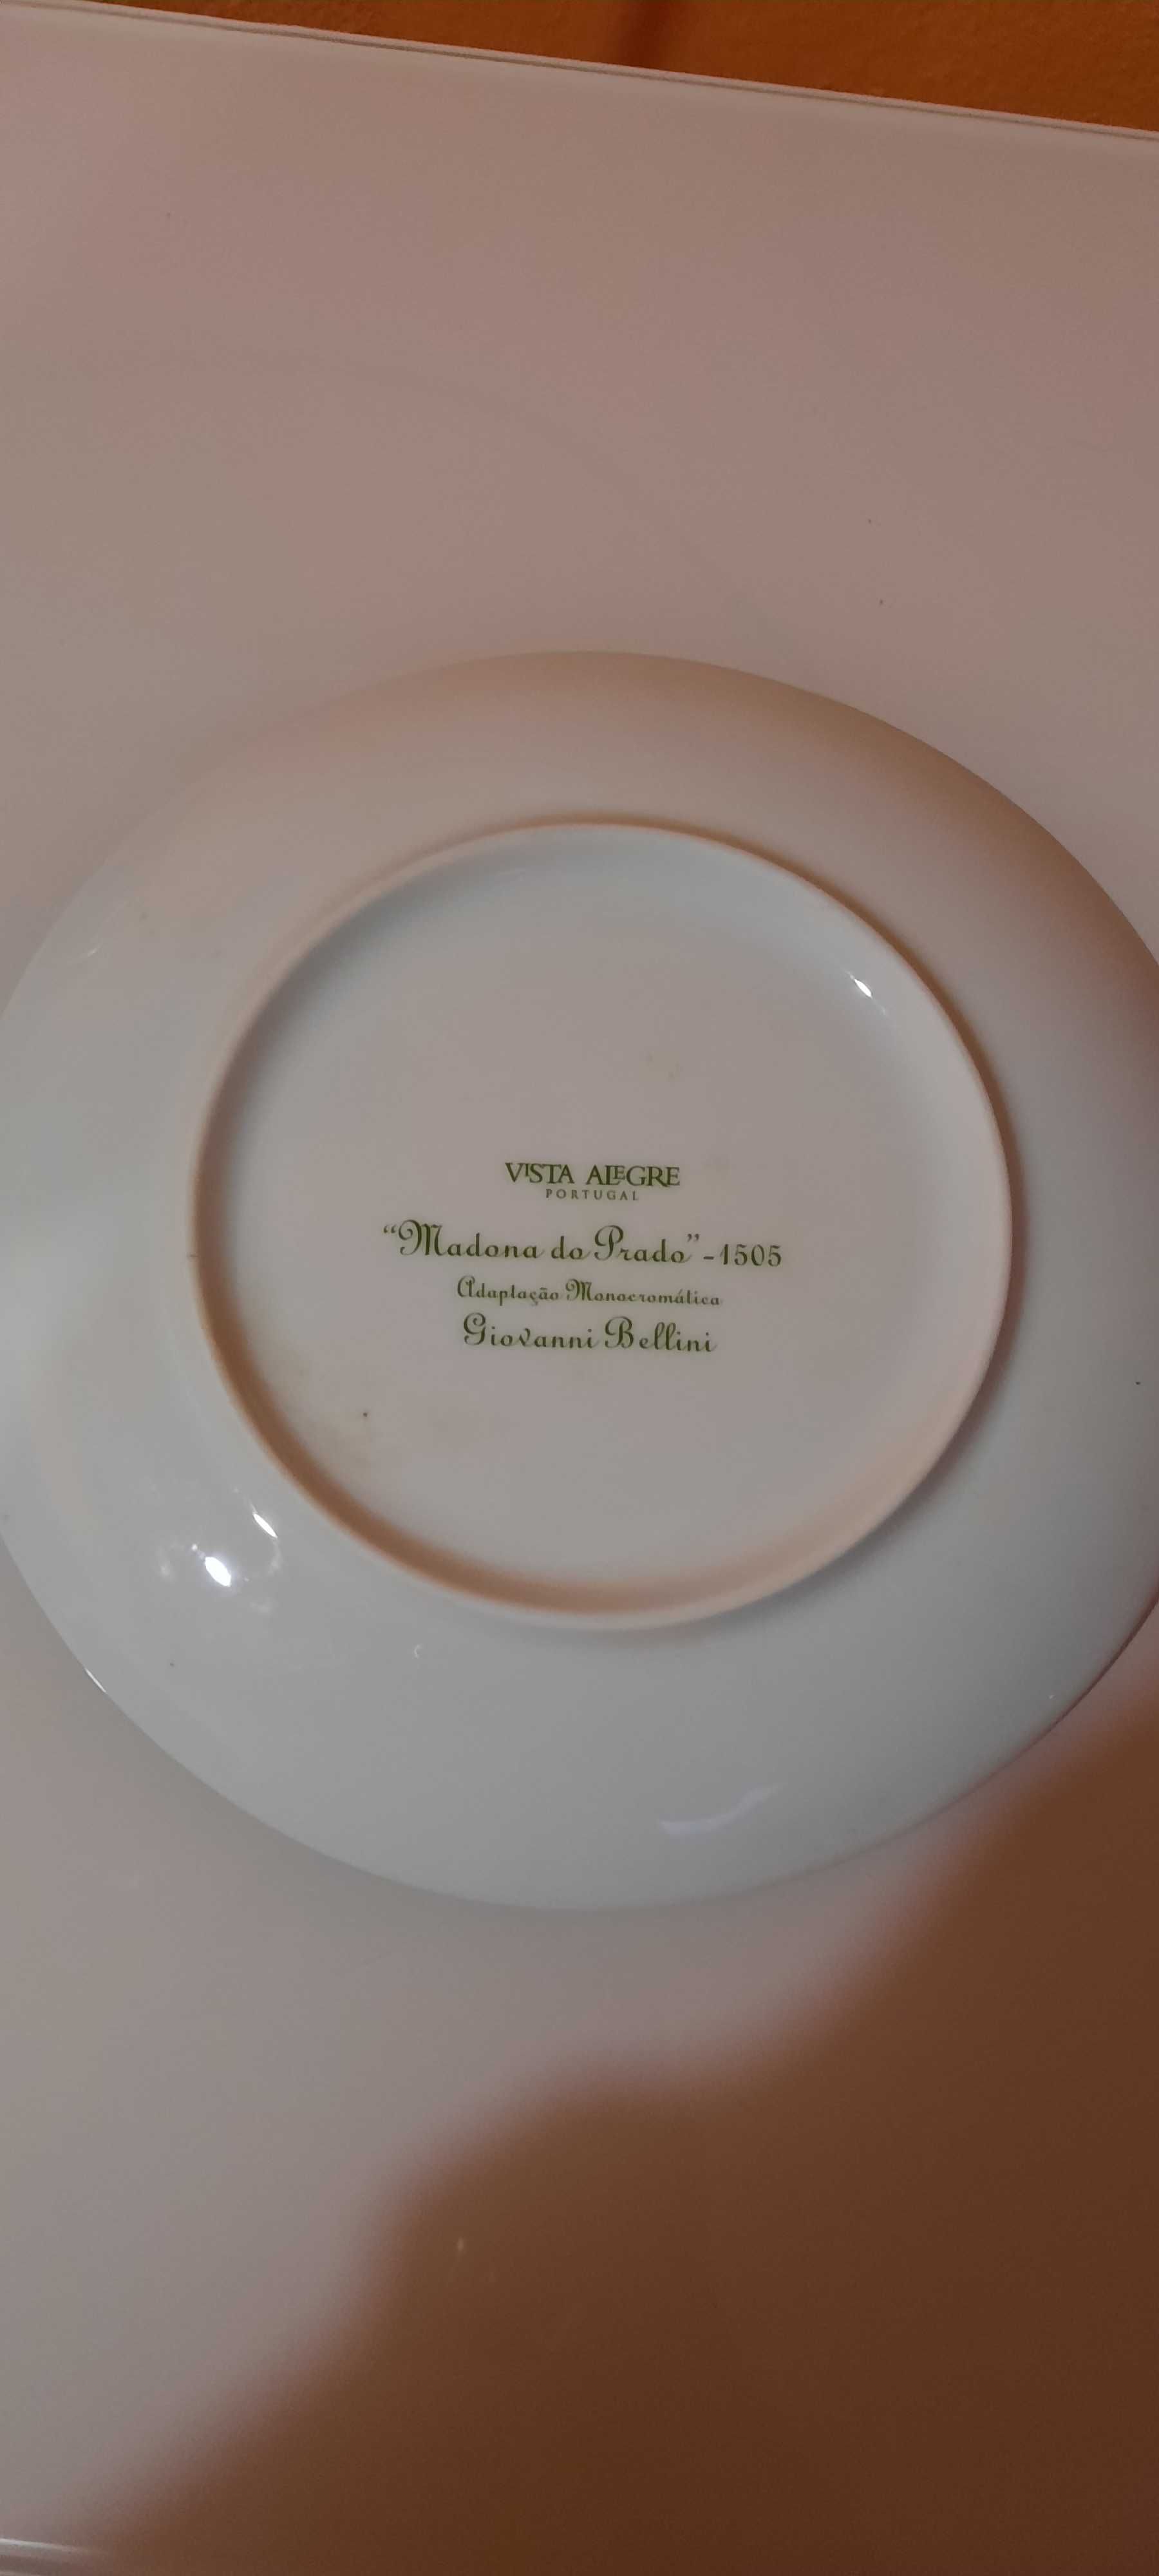 VISTA ALEGRE
PORTUGAL
“Madona do Prado”-1505
Adaptação Monocromática
Giovanni Bellini